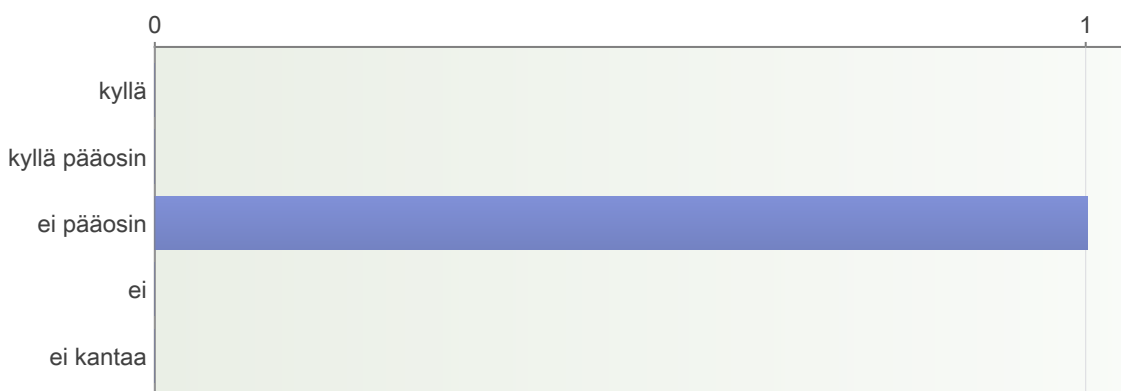 0 1
kyllä
kyllä pääosin
ei pääosin
ei
ei kantaa